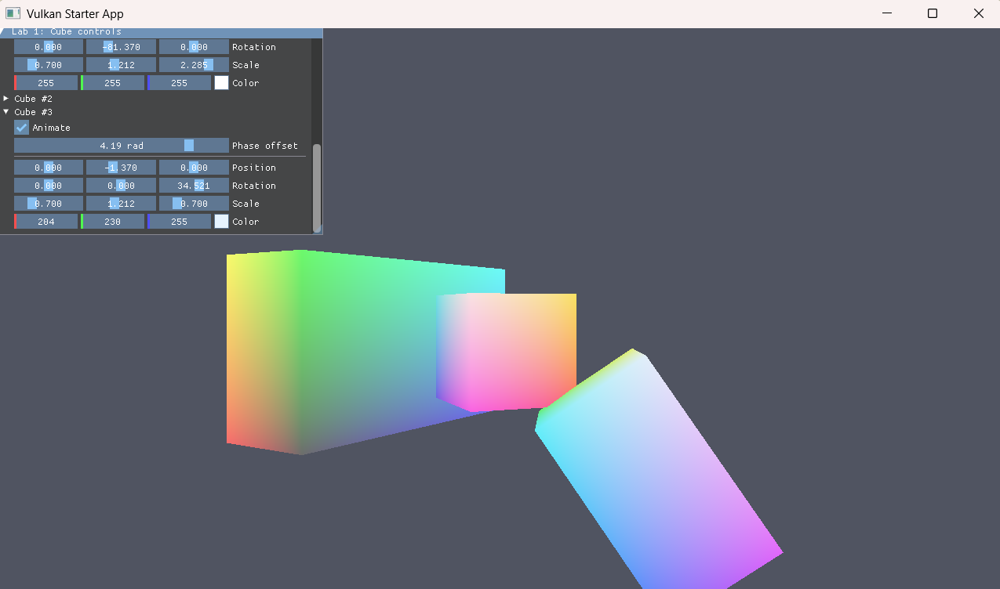 Vulkan Starter App
Lab 1: Cube controls
0.000 -81.370 0.000 Rotation
0.700 1.212 2.285 Scale
255 255 255 Color
Cube #2
Cube #3
Animate
4.19 rad Phase offset
0.000 -1.370 0.000 Position
0.000 0.000 34.521 Rotation
0.700 1.212 0.700 Scale
204 230 255 Color